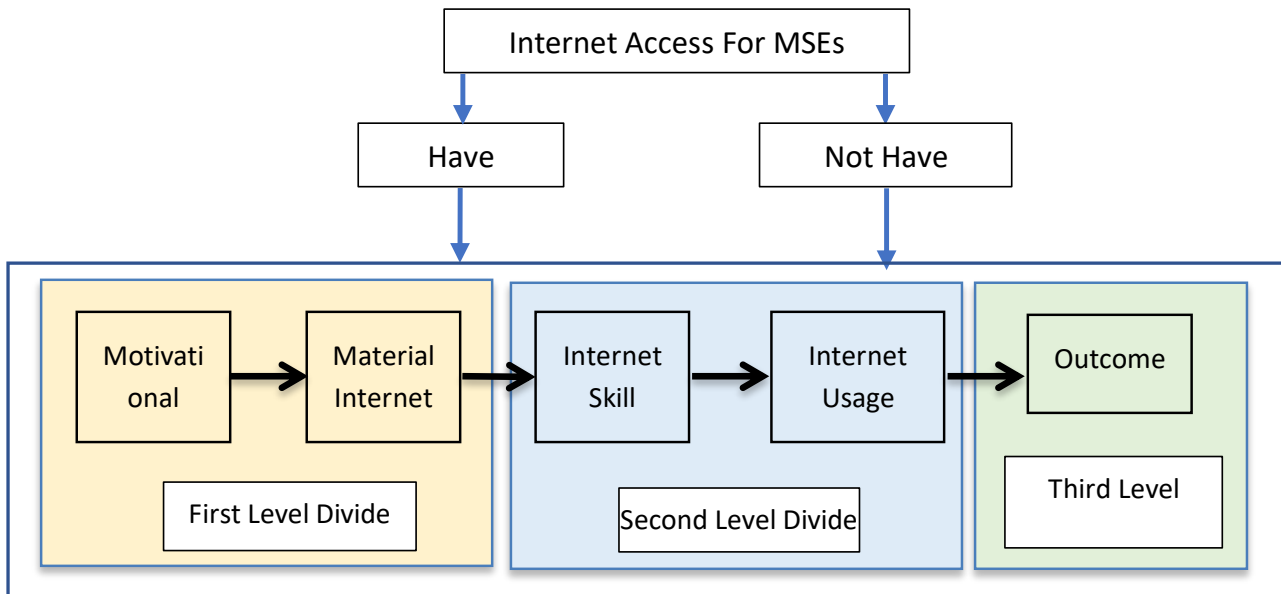 Internet Access For MSEs
Have
Not Have
Motivati
onal
Material
Internet
Internet
Skill
Internet
Usage
Outcome
First Level Divide
Second Level Divide
Third Level